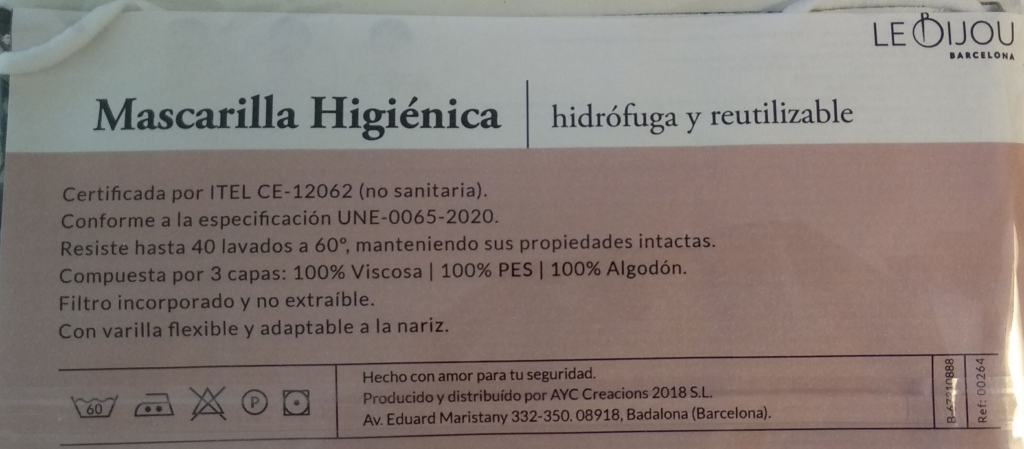 LE BIJOU
BARCELONA
Mascarilla Higiénica | hidrófuga y reutilizable
Certificada por ITEL CE-12062 (no sanitaria).
Conforme a la especificación UNE-0065-2020.
Resiste hasta 40 lavados a 60º, manteniendo sus propiedades intactas.
Compuesta por 3 capas: 100% Viscosa | 100% PES | 100% Algodón.
Filtro incorporado y no extraíble.
Con varilla flexible y adaptable a la nariz.
60
P
Hecho con amor para tu seguridad.
Producido y distribuido por AYC Creacions 2018 S.L.
Av. Eduard Maristany 332-350. 08918, Badalona (Barcelona).
Ref: 00264